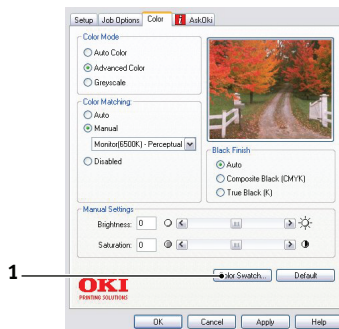 Setup Job Options Color AskOki
Color Mode
Auto Color
Advanced Color
Greyscale
Color Matching:
Auto
Manual
Monitor(6500K) - Perceptual
Disabled
Black Finish
Auto
Composite Black (CMYK)
True Black (K)
Manual Settings
Brightness: 0
Saturation: 0
1
Color Swatch... Default
OKI
PRINTING SOLUTIONS
OK Cancel Apply Help